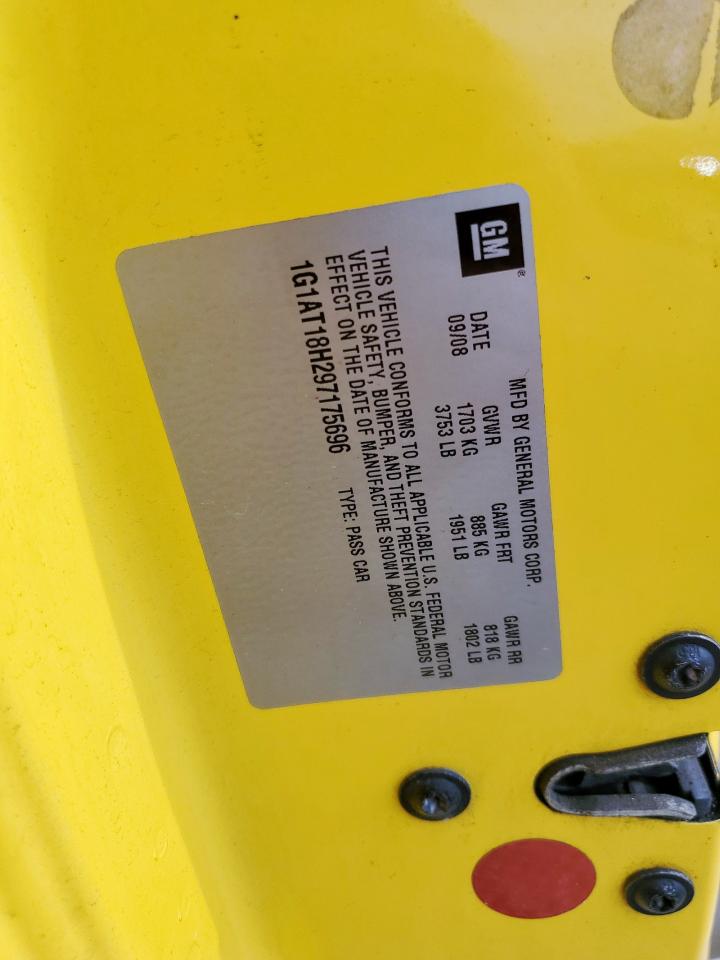 GM
MFD BY GENERAL MOTORS CORP.
DATE GVWR GAWR FRT GAWR RR
09/08 1703 KG 885 KG 818 KG
3753 LB 1951 LB 1802 LB
THIS VEHICLE CONFORMS TO ALL APPLICABLE U.S. FEDERAL MOTOR
VEHICLE SAFETY, BUMPER, AND THEFT PREVENTION STANDARDS IN
EFFECT ON THE DATE OF MANUFACTURE SHOWN ABOVE.
1G1AT18H297175696 TYPE: PASS CAR